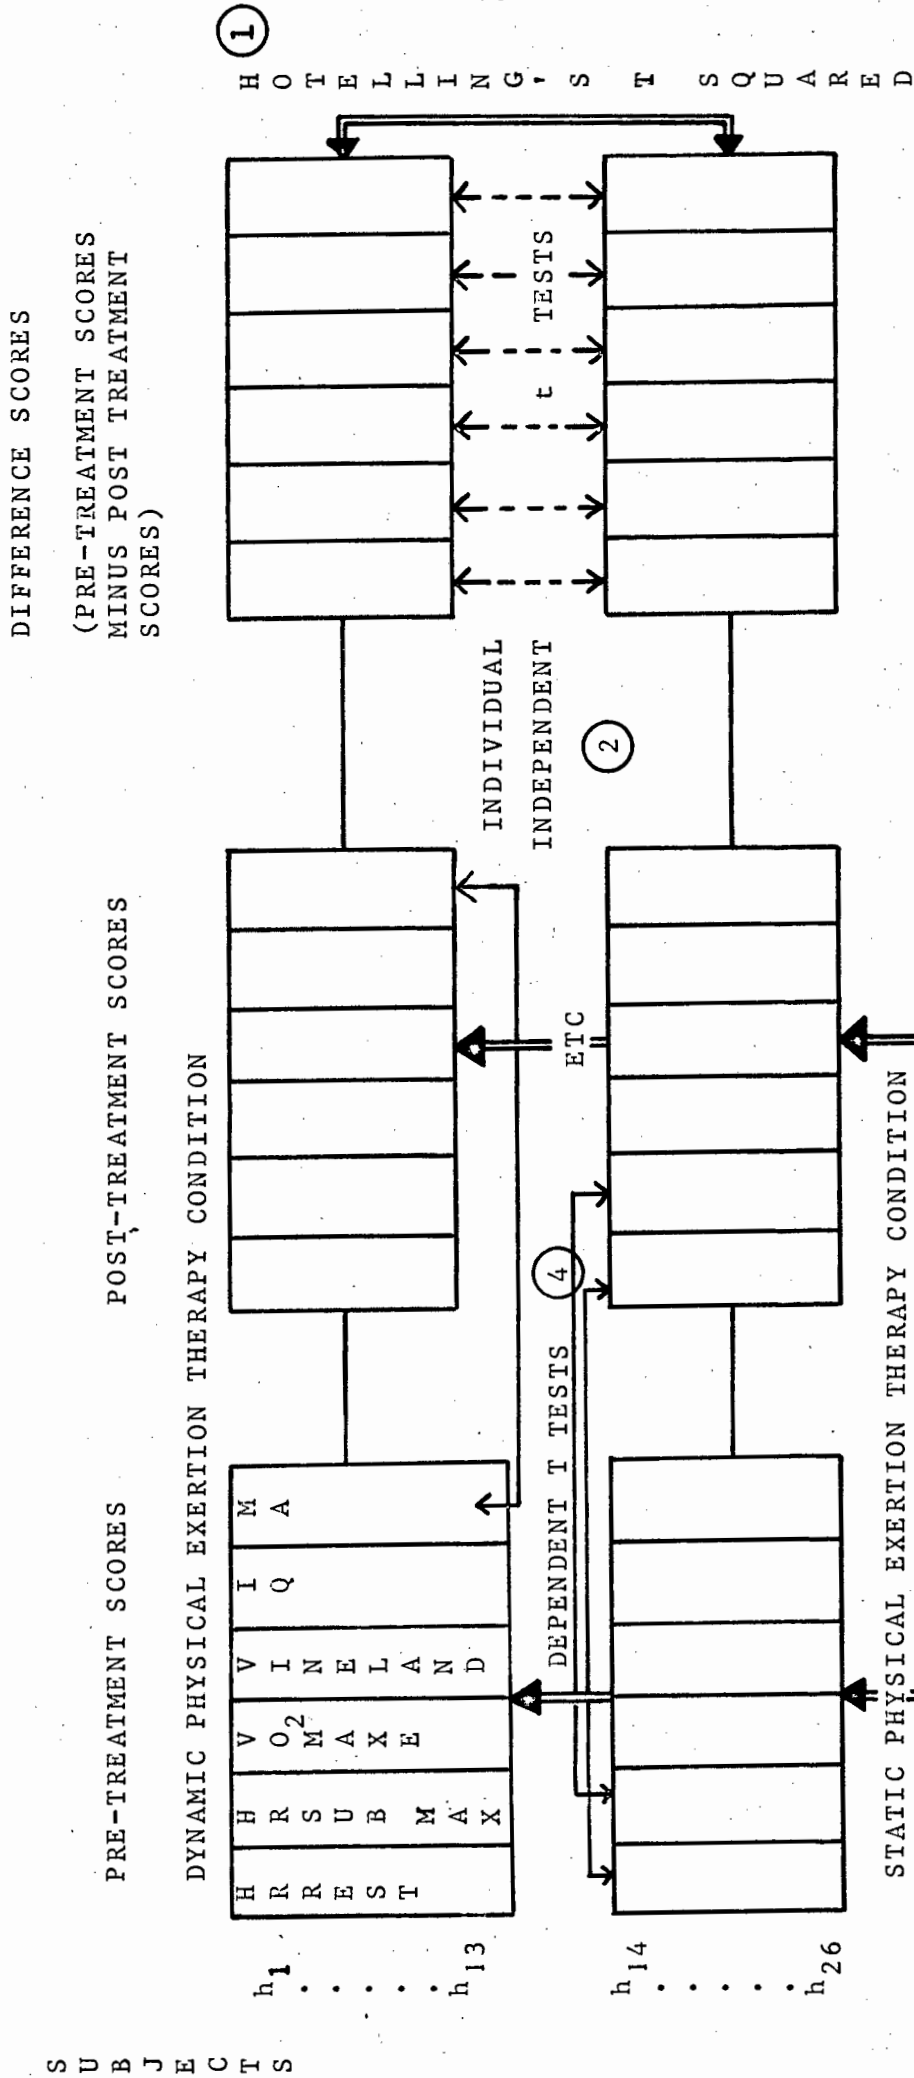 SUBJECTS
PRE-TREATMENT SCORES
POST-TREATMENT SCORES
DIFFERENCE SCORES
(PRE-TREATMENT SCORES
MINUS POST TREATMENT
SCORES)
DYNAMIC PHYSICAL EXERTION THERAPY CONDITION
1
h1
h13
HR REST
HR SUB MAX
VO2 MAX E
VINELAND
IQ
MA
HOTELLING'S T SQUARED
INDIVIDUAL
INDEPENDENT
t TESTS
2
DEPENDENT T TESTS
4
ETC
h14
h26
STATIC PHYSICAL EXERTION THERAPY CONDITION